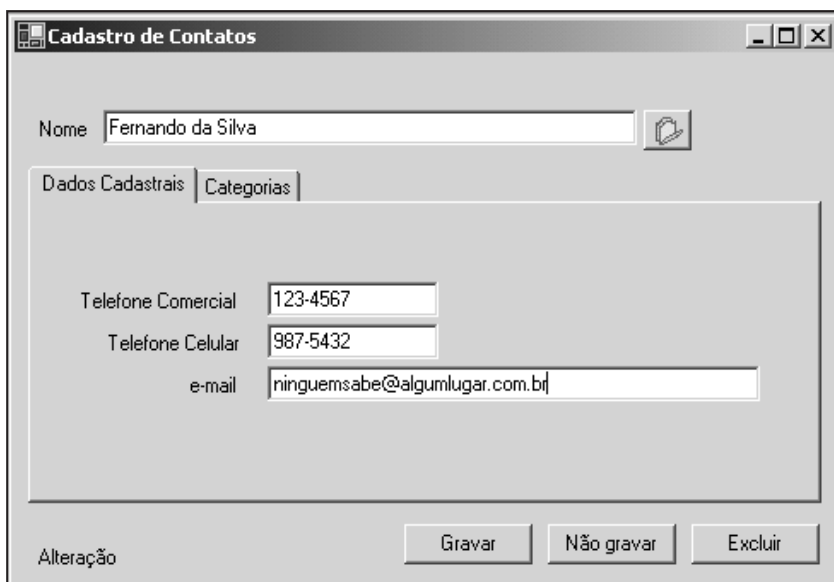 Cadastro de Contatos
Nome Fernando da Silva
Dados Cadastrais Categorias
Telefone Comercial 123-4567
Telefone Celular 987-5432
e-mail ninguemsabe@algumlugar.com.br
Alteração Gravar Não gravar Excluir